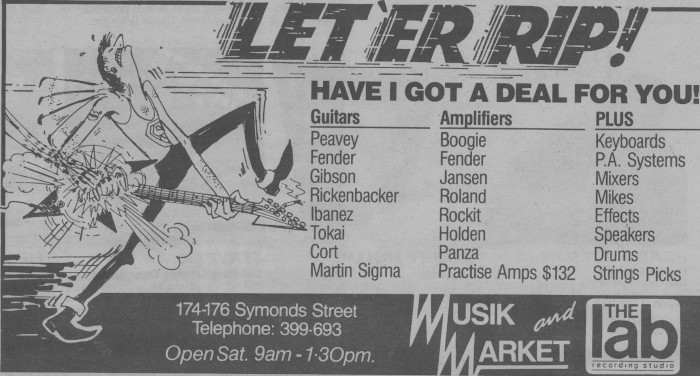 LET 'ER RIP!
HAVE I GOT A DEAL FOR YOU!
Guitars
Peavey
Fender
Gibson
Rickenbacker
Ibanez
Tokai
Cort
Martin Sigma
Amplifiers
Boogie
Fender
Jansen
Roland
Rockit
Holden
Panza
Practise Amps $132
PLUS
Keyboards
P.A. Systems
Mixers
Mikes
Effects
Speakers
Drums
Strings Picks
174-176 Symonds Street
Telephone: 399-693
Open Sat. 9am - 1·30pm.
MUSIK
MARKET
and
THE
lab
recording studio